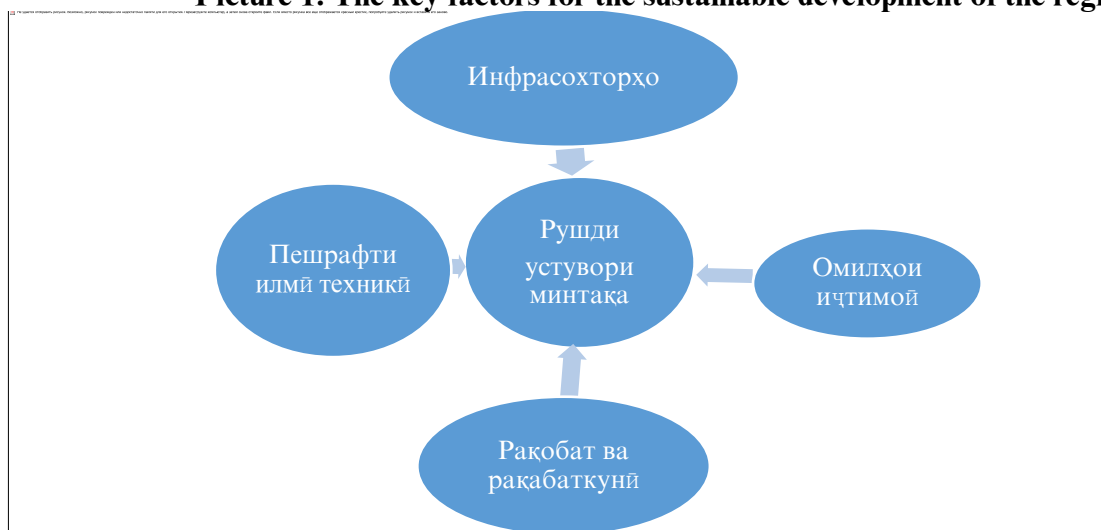 Picture 1. The key factors for the sustainable development of the reg
Инфрасохторҳо
Пешрафти
илмӣ техникӣ
Рушди
устувори
минтақа
Омилҳои
иҷтимоӣ
Рақобат ва
рақабаткунӣ